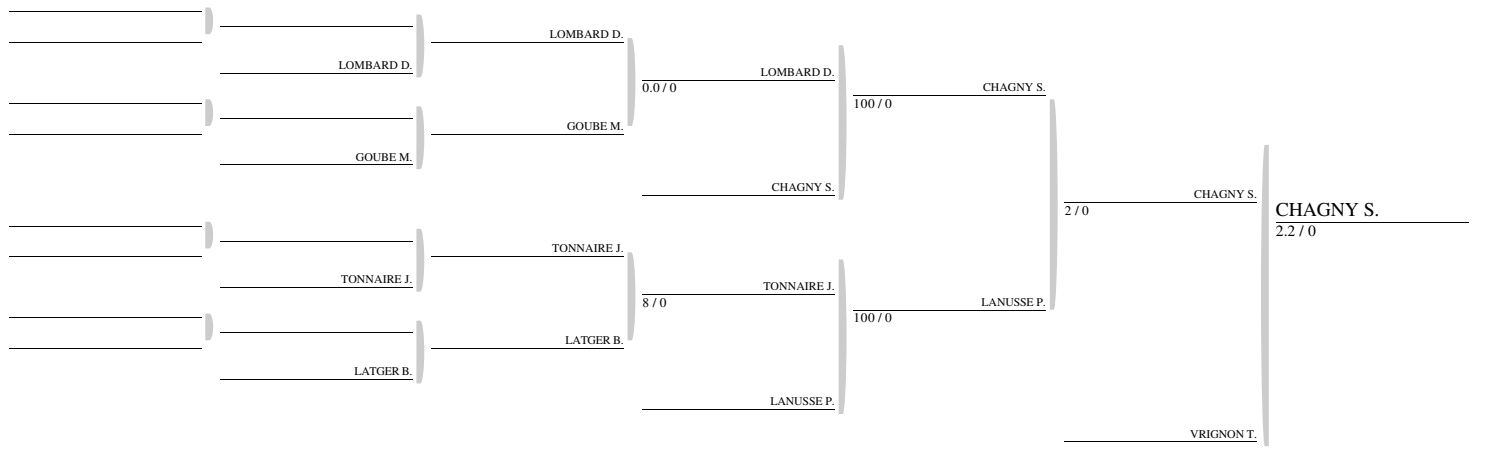 LOMBARD D.
LOMBARD D.
LOMBARD D.
0.0 / 0
CHAGNY S.
100 / 0
GOUBE M.
GOUBE M.
CHAGNY S.
CHAGNY S.
2 / 0
CHAGNY S.
2.2 / 0
TONNAIRE J.
TONNAIRE J.
TONNAIRE J.
8 / 0
LANUSSE P.
100 / 0
LATGER B.
LATGER B.
LANUSSE P.
VRIGNON T.